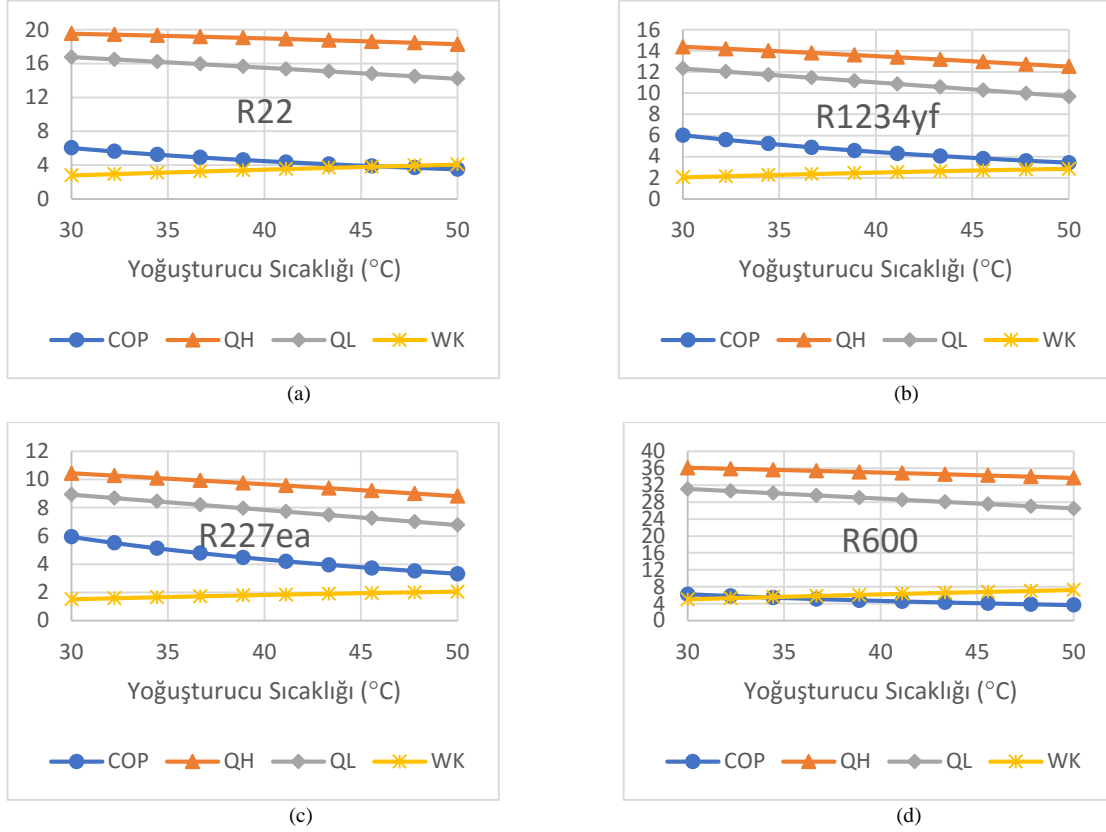 20
16
12
8
4
0
R22
30 35 40 45 50
Yoğuşturucu Sıcaklığı (°C)
COP QH QL WK
(a)
16
14
12
10
8
6
4
2
0
R1234yf
30 35 40 45 50
Yoğuşturucu Sıcaklığı (°C)
COP QH QL WK
(b)
12
10
8
6
4
2
0
R227ea
30 35 40 45 50
Yoğuşturucu Sıcaklığı (°C)
COP QH QL WK
(c)
40
36
32
28
24
20
16
12
8
4
0
R600
30 35 40 45 50
Yoğuşturucu Sıcaklığı (°C)
COP QH QL WK
(d)